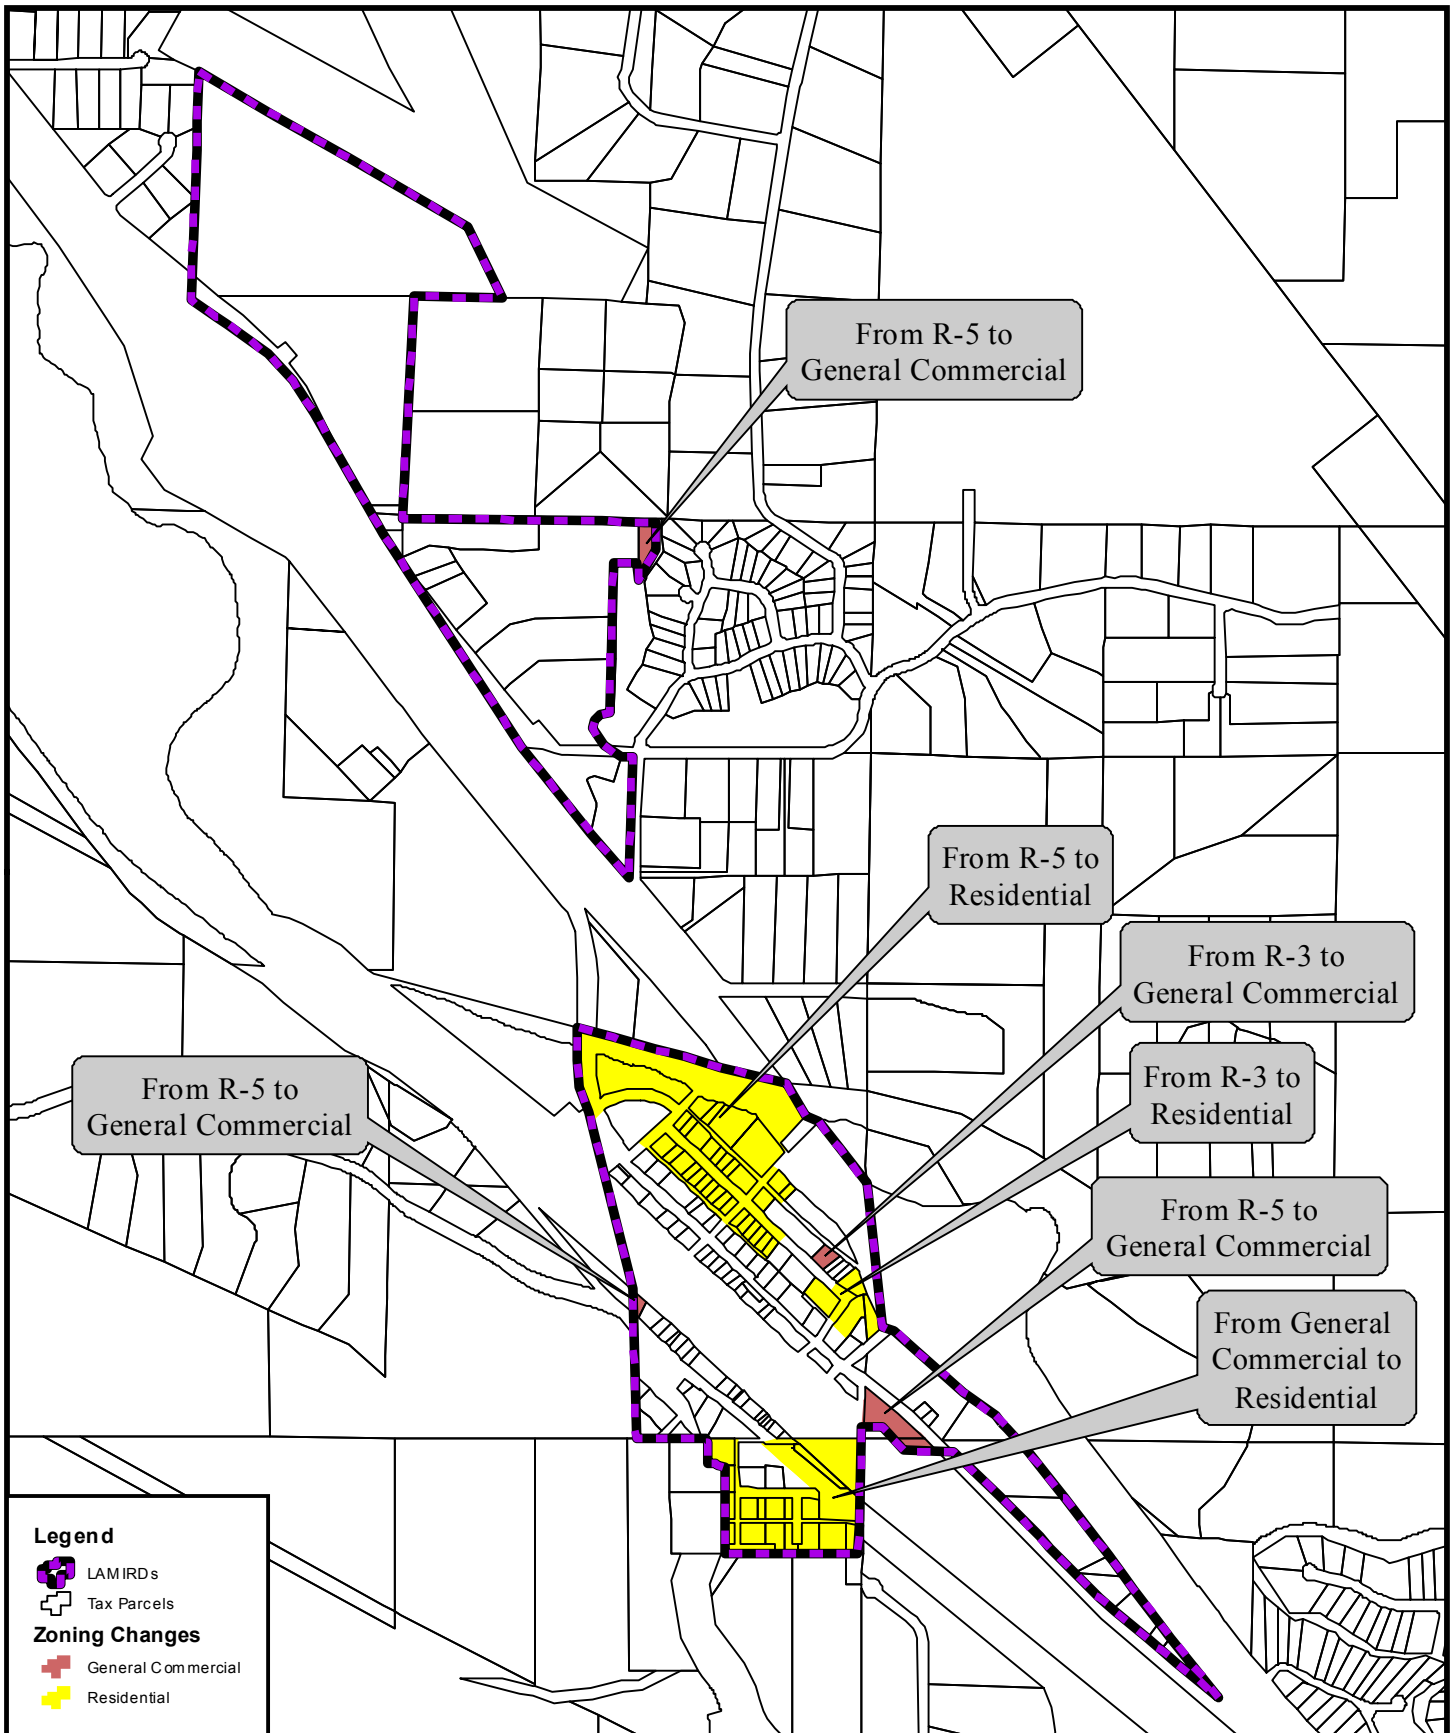 From R-5 to
General Commercial
From R-5 to
Residential
From R-3 to
General Commercial
From R-3 to
Residential
From R-5 to
General Commercial
From R-5 to
General Commercial
From General
Commercial to
Residential
Legend
LAMIRDs
Tax Parcels
Zoning Changes
General Commercial
Residential